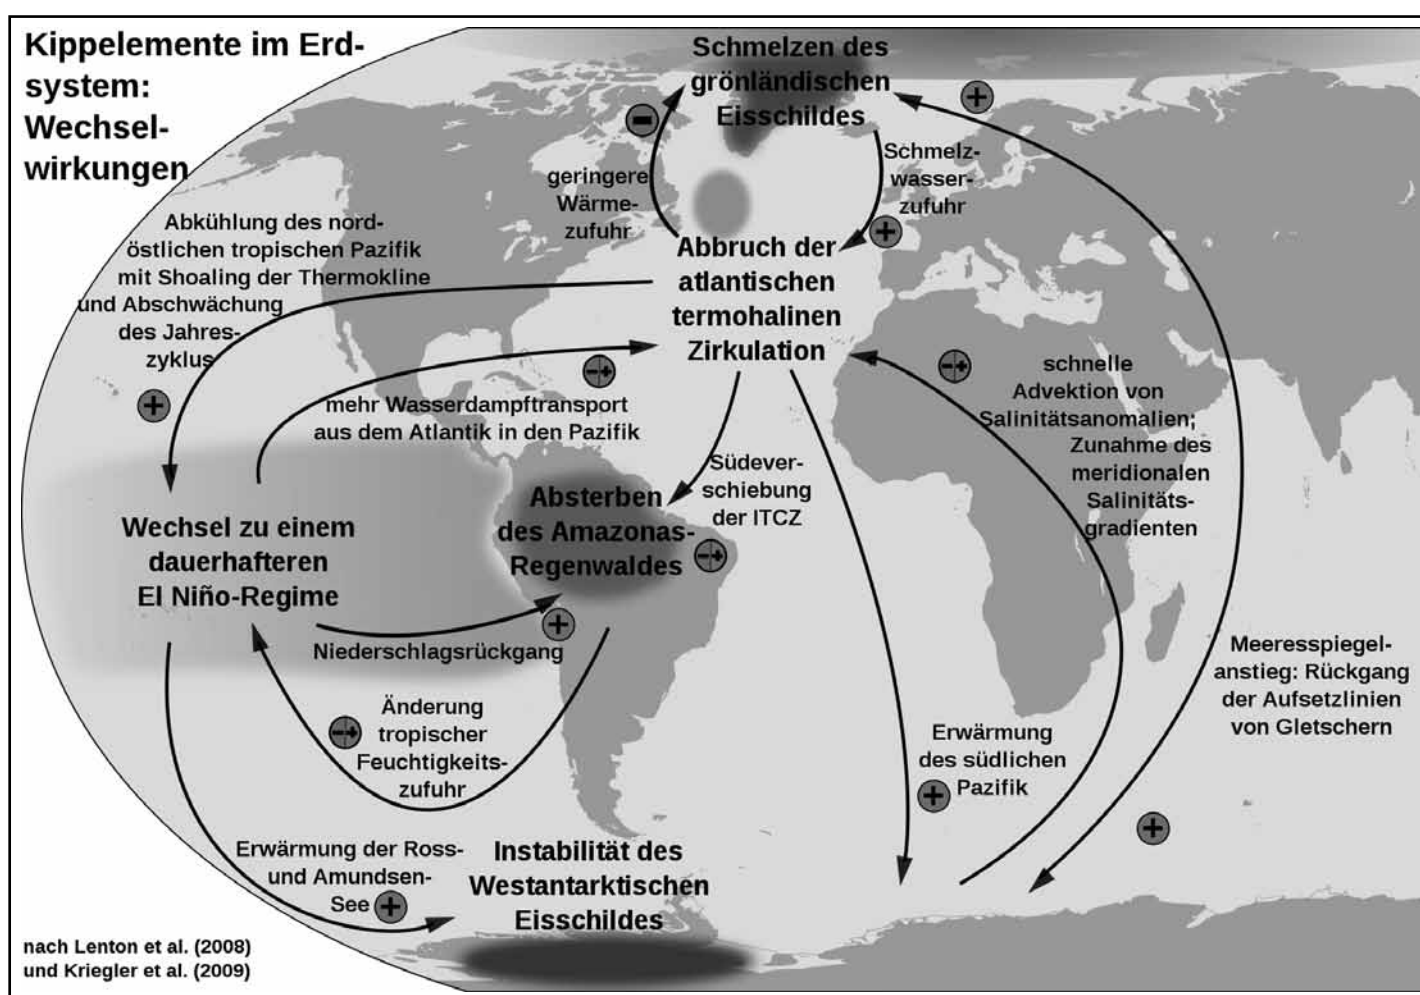 Kippelemente im Erd-
system:
Wechsel-
wirkungen
Schmelzen des
grönländischen
Eisschildes
geringere
Wärme-
zufuhr
Schmelz-
wasser-
zufuhr
Abkühlung des nord-
östlichen tropischen Pazifik
mit Shoaling der Thermokline
und Abschwächung
des Jahres-
zyklus
Abbruch der
atlantischen
termohalinen
Zirkulation
mehr Wasserdampftransport
aus dem Atlantik in den Pazifik
schnelle
Advektion von
Salinitätsanomalien;
Zunahme des
meridionalen
Salinitäts-
gradienten
Südever-
schiebung
der ITCZ
Absterben
des Amazonas-
Regenwaldes
Wechsel zu einem
dauerhafteren
El Niño-Regime
Niederschlagsrückgang
Änderung
tropischer
Feuchtigkeits-
zufuhr
Meeresspiegel-
anstieg: Rückgang
der Aufsetzlinien
von Gletschern
Erwärmung
des südlichen
Pazifik
Erwärmung der Ross-
und Amundsen-
See
Instabilität des
Westantarktischen
Eisschildes
nach Lenton et al. (2008)
und Kriegler et al. (2009)